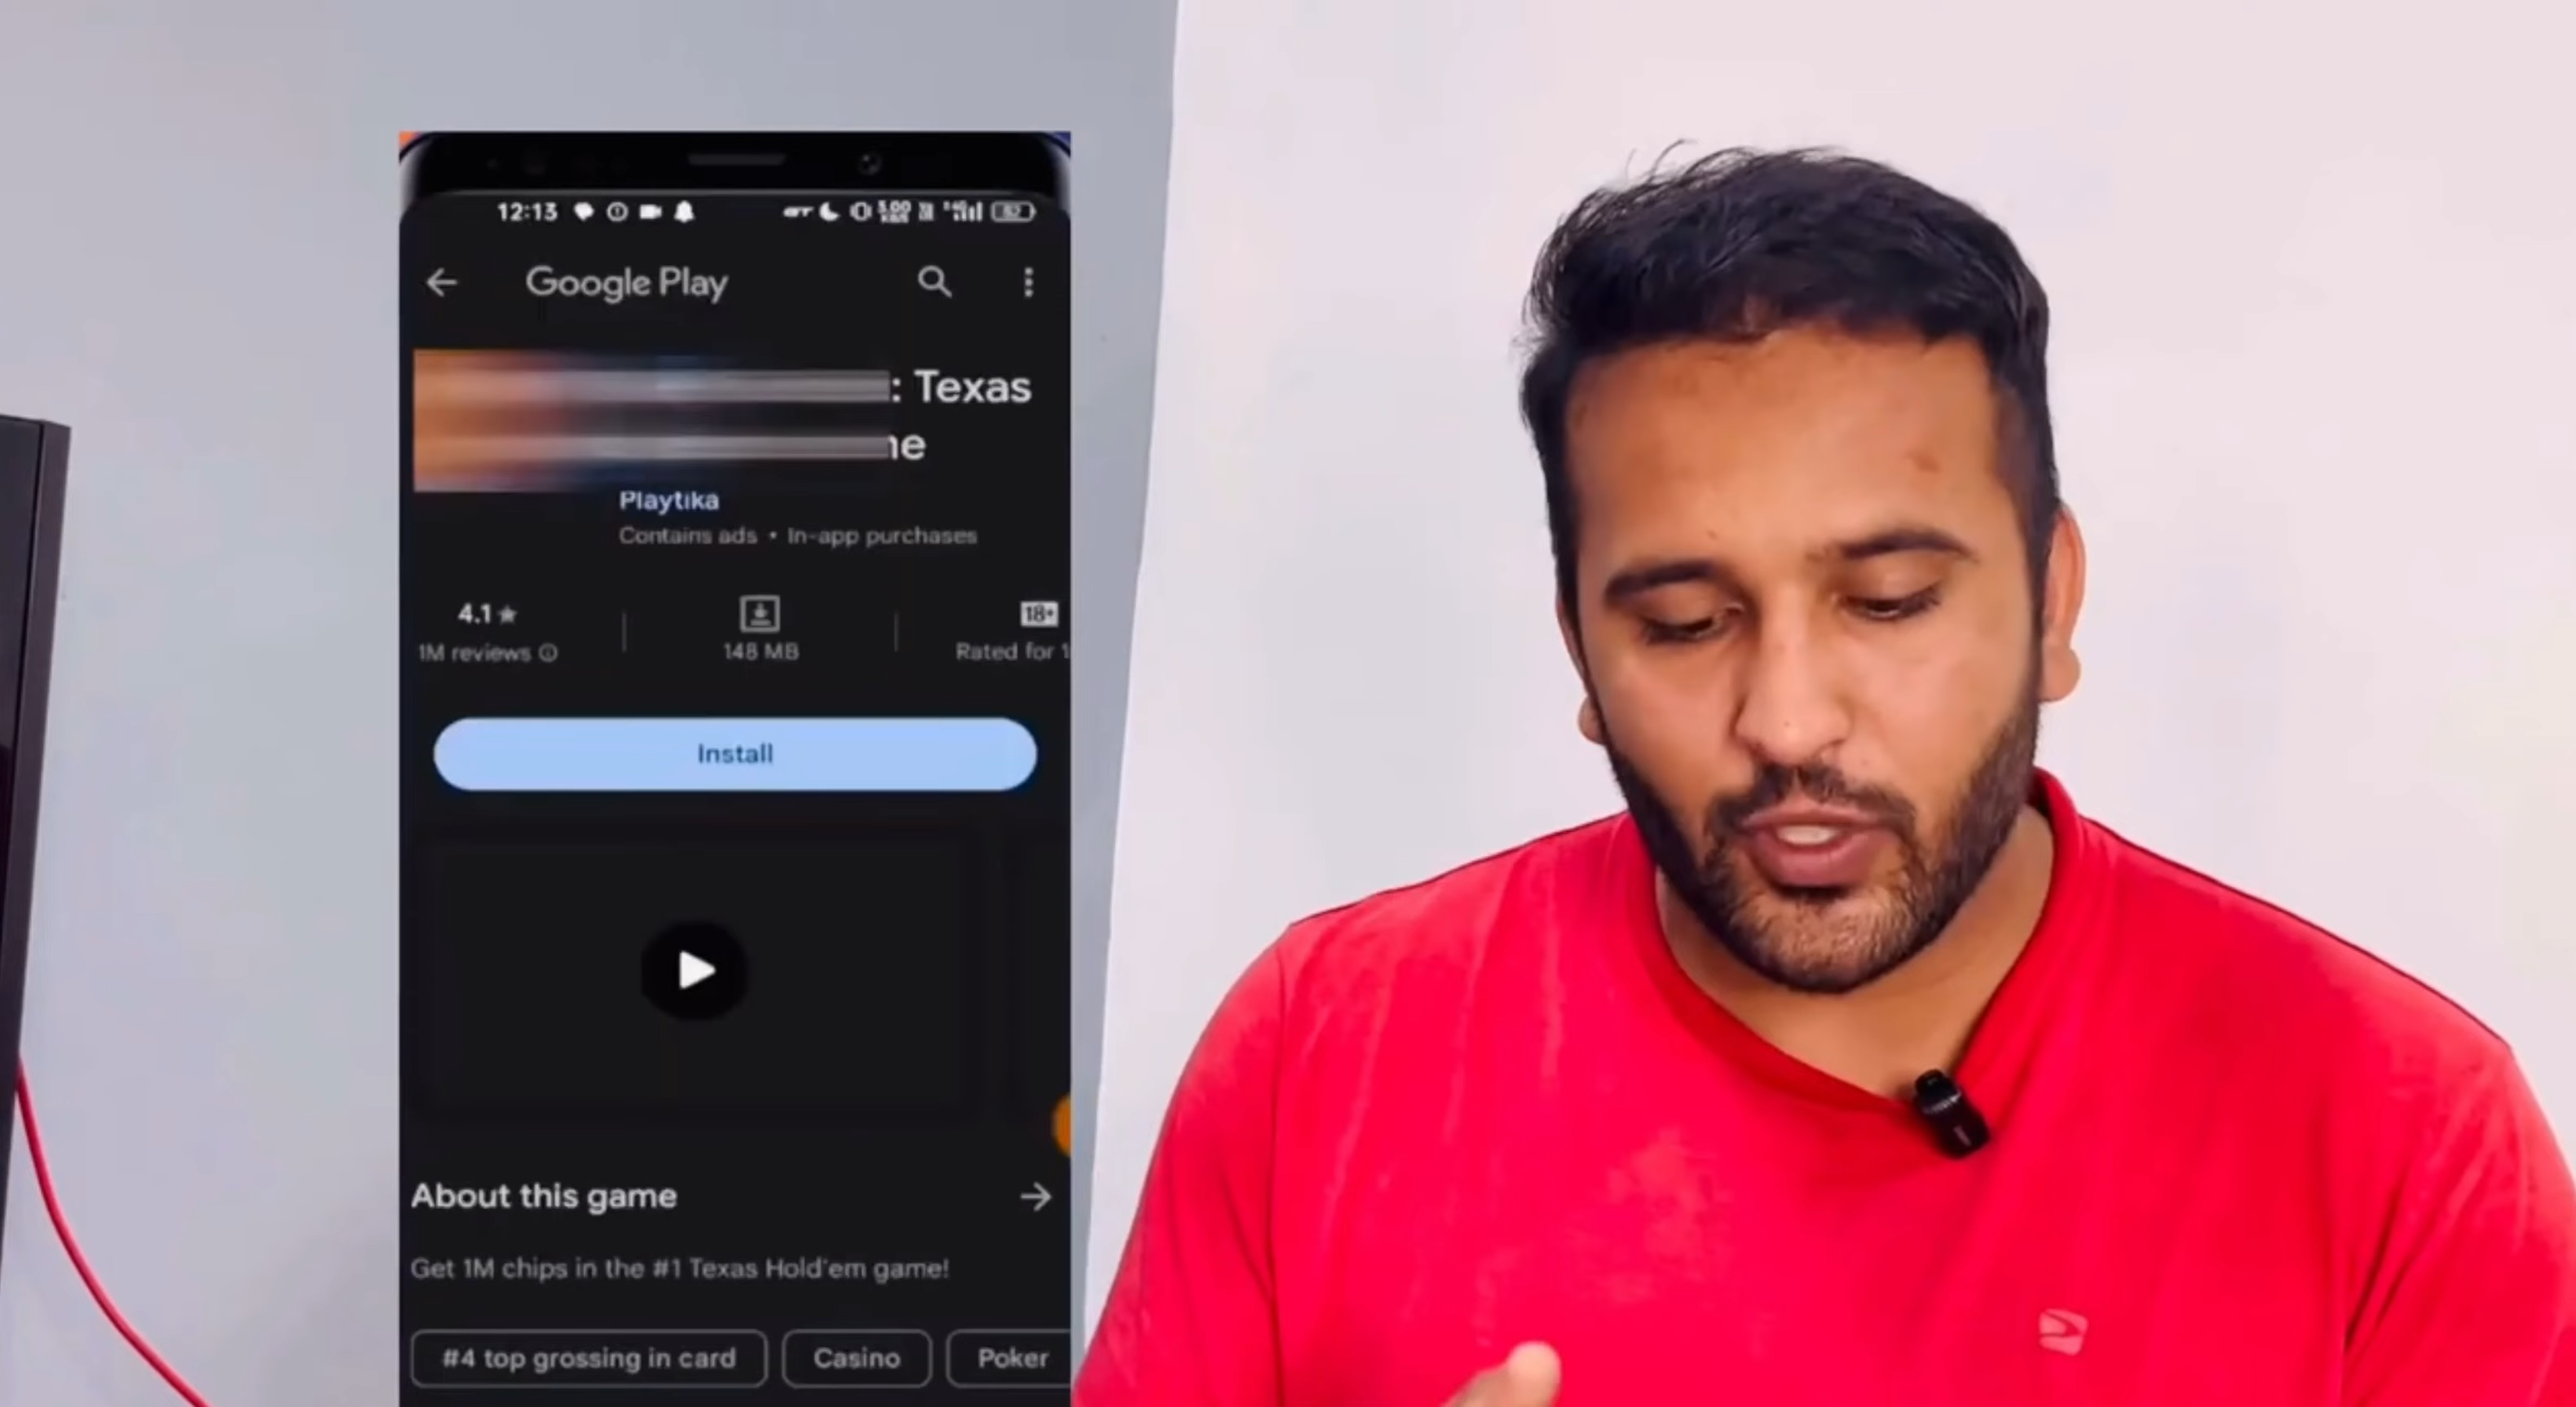 12:13
Google Play
: Texas
Playtika
Contains ads • In-app purchases
4.1★
18+
1M reviews
148 MB
Rated for 1
Install
About this game
Get 1M chips in the #1 Texas Hold'em game!
#4 top grossing in card
Casino
Poker